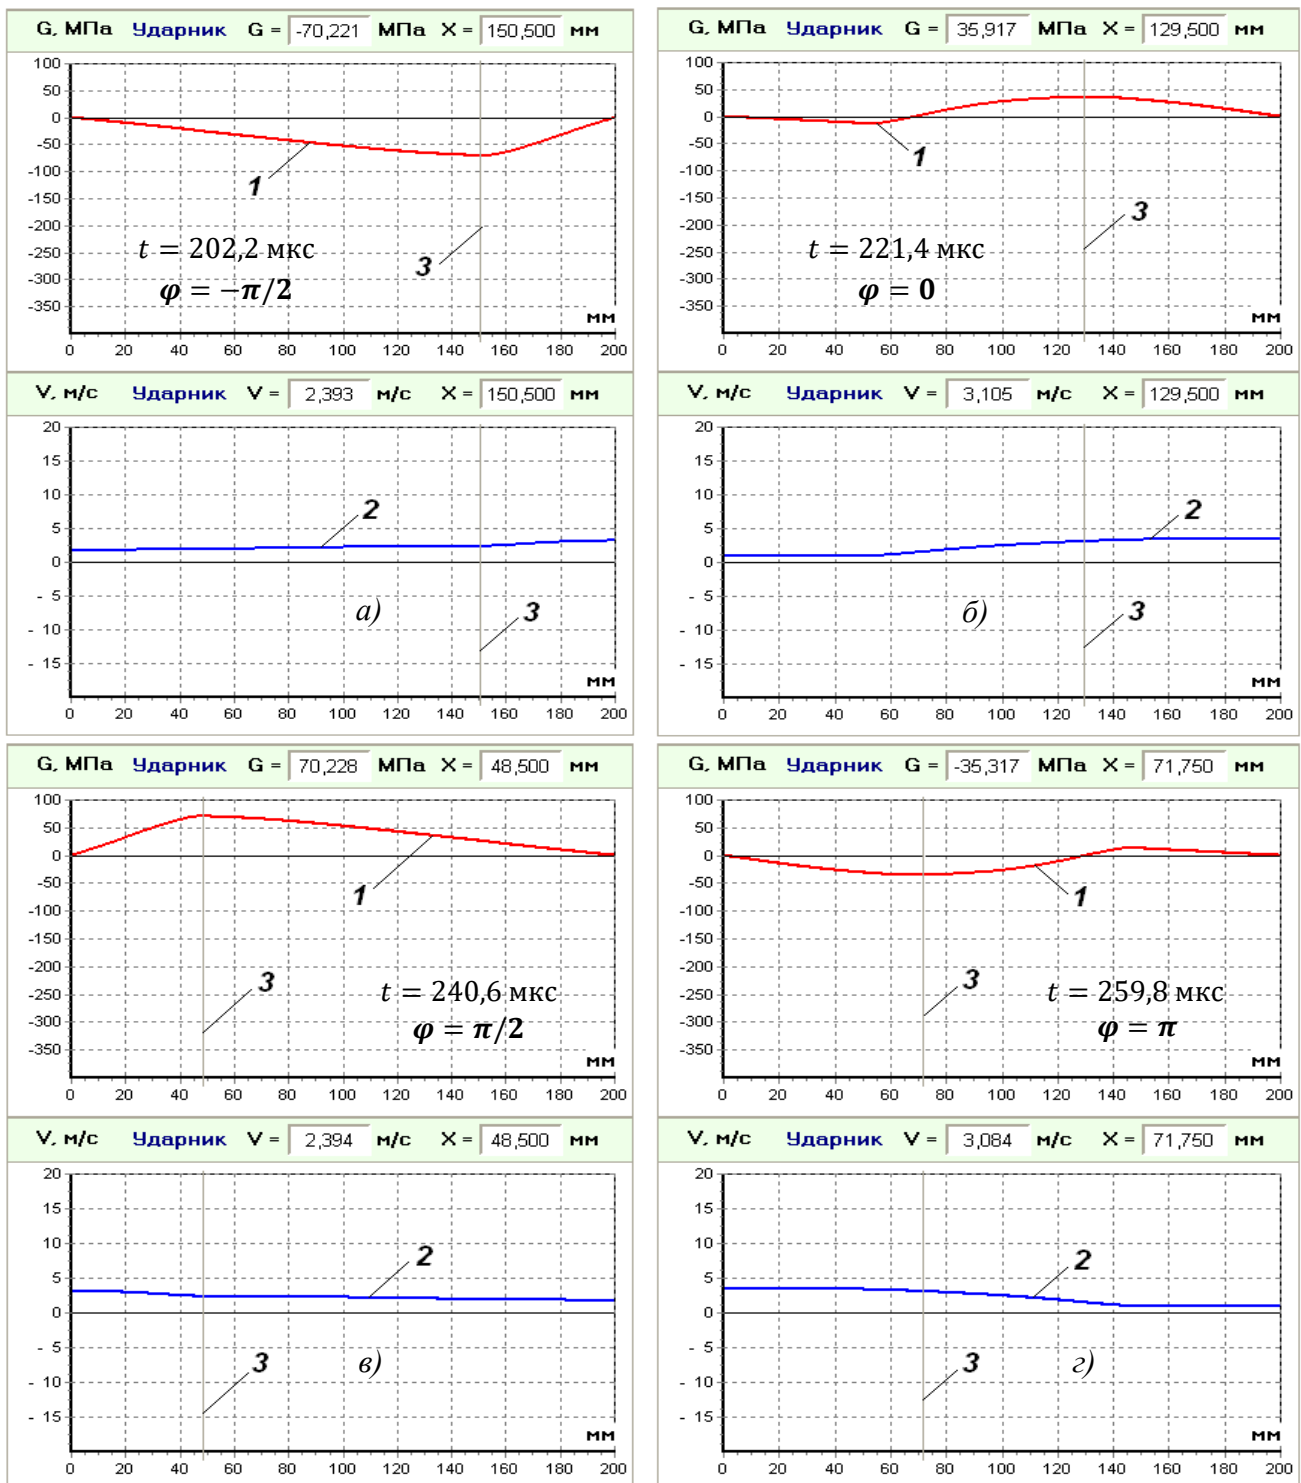 G, МПа Ударник G = -70,221 МПа X = 150,500 мм
100
50
0
-50
-100
-150
-200
-250
-300
-350
1
3
t = 202,2 мкс
φ = −π/2
мм
0 20 40 60 80 100 120 140 160 180 200
V, м/с Ударник V = 2,393 м/с X = 150,500 мм
20
15
10
5
0
- 5
- 10
- 15
2
а)
3
мм
0 20 40 60 80 100 120 140 160 180 200
G, МПа Ударник G = 35,917 МПа X = 129,500 мм
100
50
0
-50
-100
-150
-200
-250
-300
-350
1
3
t = 221,4 мкс
φ = 0
мм
0 20 40 60 80 100 120 140 160 180 200
V, м/с Ударник V = 3,105 м/с X = 129,500 мм
20
15
10
5
0
- 5
- 10
- 15
2
б)
3
мм
0 20 40 60 80 100 120 140 160 180 200
G, МПа Ударник G = 70,228 МПа X = 48,500 мм
100
50
0
-50
-100
-150
-200
-250
-300
-350
1
3
t = 240,6 мкс
φ = π/2
мм
0 20 40 60 80 100 120 140 160 180 200
V, м/с Ударник V = 2,394 м/с X = 48,500 мм
20
15
10
5
0
- 5
- 10
- 15
2
3
в)
мм
0 20 40 60 80 100 120 140 160 180 200
G, МПа Ударник G = -35,317 МПа X = 71,750 мм
100
50
0
-50
-100
-150
-200
-250
-300
-350
1
3
t = 259,8 мкс
φ = π
мм
0 20 40 60 80 100 120 140 160 180 200
V, м/с Ударник V = 3,084 м/с X = 71,750 мм
20
15
10
5
0
- 5
- 10
- 15
2
3
г)
мм
0 20 40 60 80 100 120 140 160 180 200